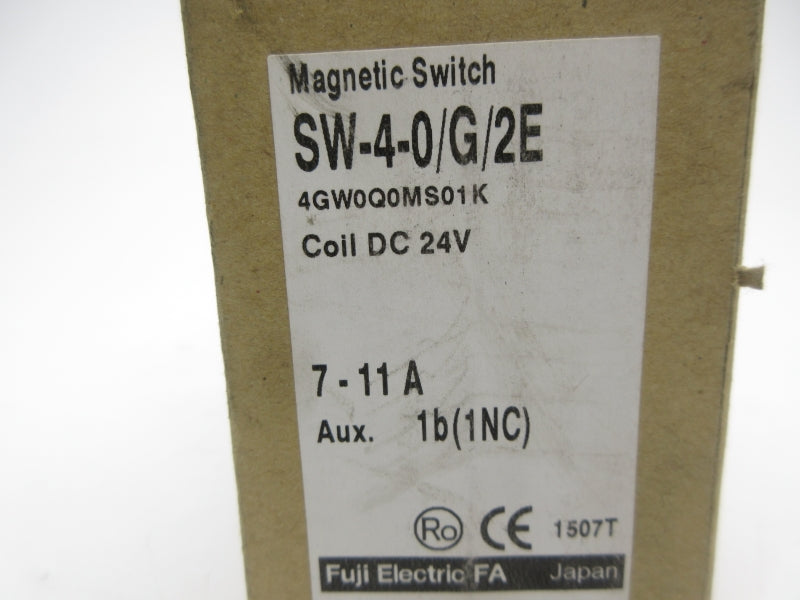 Magnetic Switch
SW-4-0/G/2E
4GW0Q0MS01K
Coil DC 24V
7 - 11 A
Aux. 1b(1NC)
Ro CE 1507T
Fuji Electric FA Japan